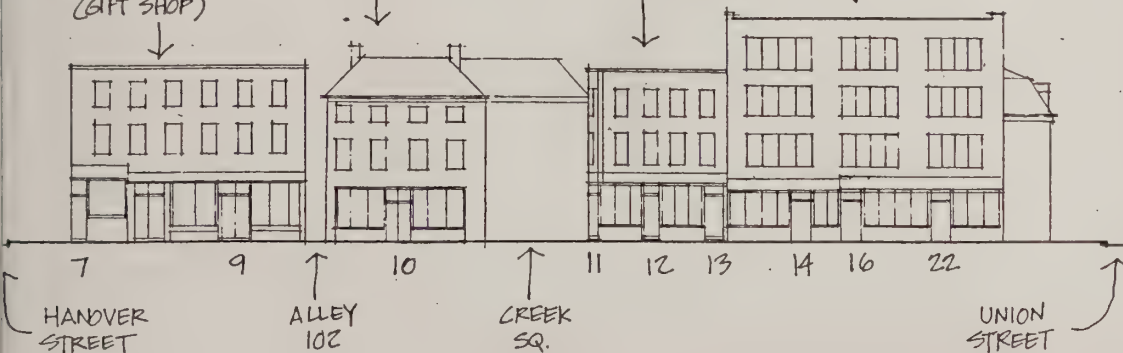 (GIFT SHOP)
7 9 10 11 12 13 14 16 22
HANOVER
STREET
ALLEY
102
CREEK
SQ.
UNION
STREET